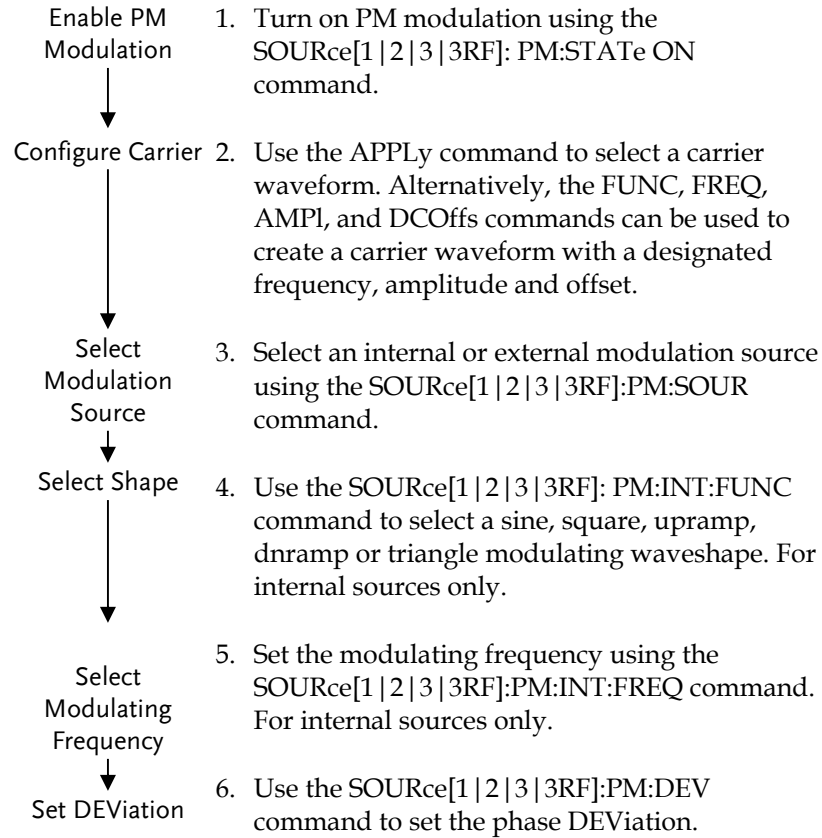 Enable PM
Modulation
1. Turn on PM modulation using the
SOURce[1|2|3|3RF]: PM:STATe ON
command.
Configure Carrier
2. Use the APPLy command to select a carrier
waveform. Alternatively, the FUNC, FREQ,
AMPl, and DCOffs commands can be used to
create a carrier waveform with a designated
frequency, amplitude and offset.
Select
Modulation
Source
3. Select an internal or external modulation source
using the SOURce[1|2|3|3RF]:PM:SOUR
command.
Select Shape
4. Use the SOURce[1|2|3|3RF]: PM:INT:FUNC
command to select a sine, square, upramp,
dnramp or triangle modulating waveshape. For
internal sources only.
Select
Modulating
Frequency
5. Set the modulating frequency using the
SOURce[1|2|3|3RF]:PM:INT:FREQ command.
For internal sources only.
Set DEViation
6. Use the SOURce[1|2|3|3RF]:PM:DEV
command to set the phase DEViation.